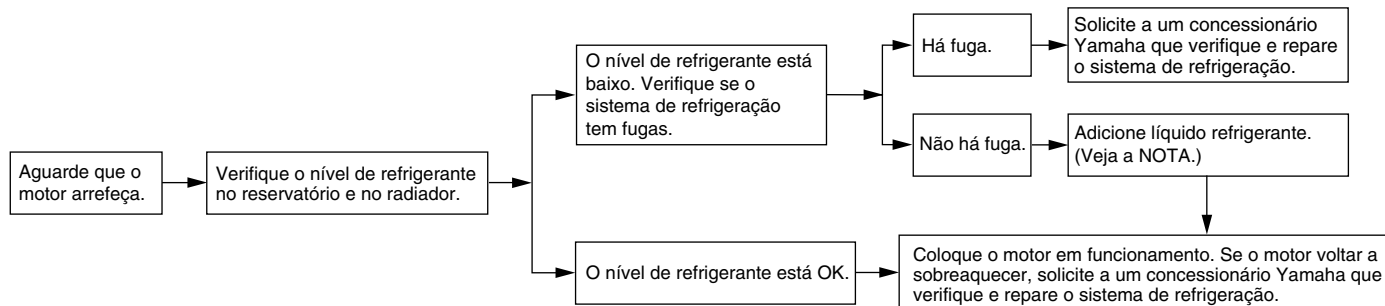 Aguarde que o
motor arrefeça.
Verifique o nível de refrigerante
no reservatório e no radiador.
O nível de refrigerante está
baixo. Verifique se o
sistema de refrigeração
tem fugas.
Há fuga.
Solicite a um concessionário
Yamaha que verifique e repare
o sistema de refrigeração.
Não há fuga.
Adicione líquido refrigerante.
(Veja a NOTA.)
O nível de refrigerante está OK.
Coloque o motor em funcionamento. Se o motor voltar a
sobreaquecer, solicite a um concessionário Yamaha que
verifique e repare o sistema de refrigeração.